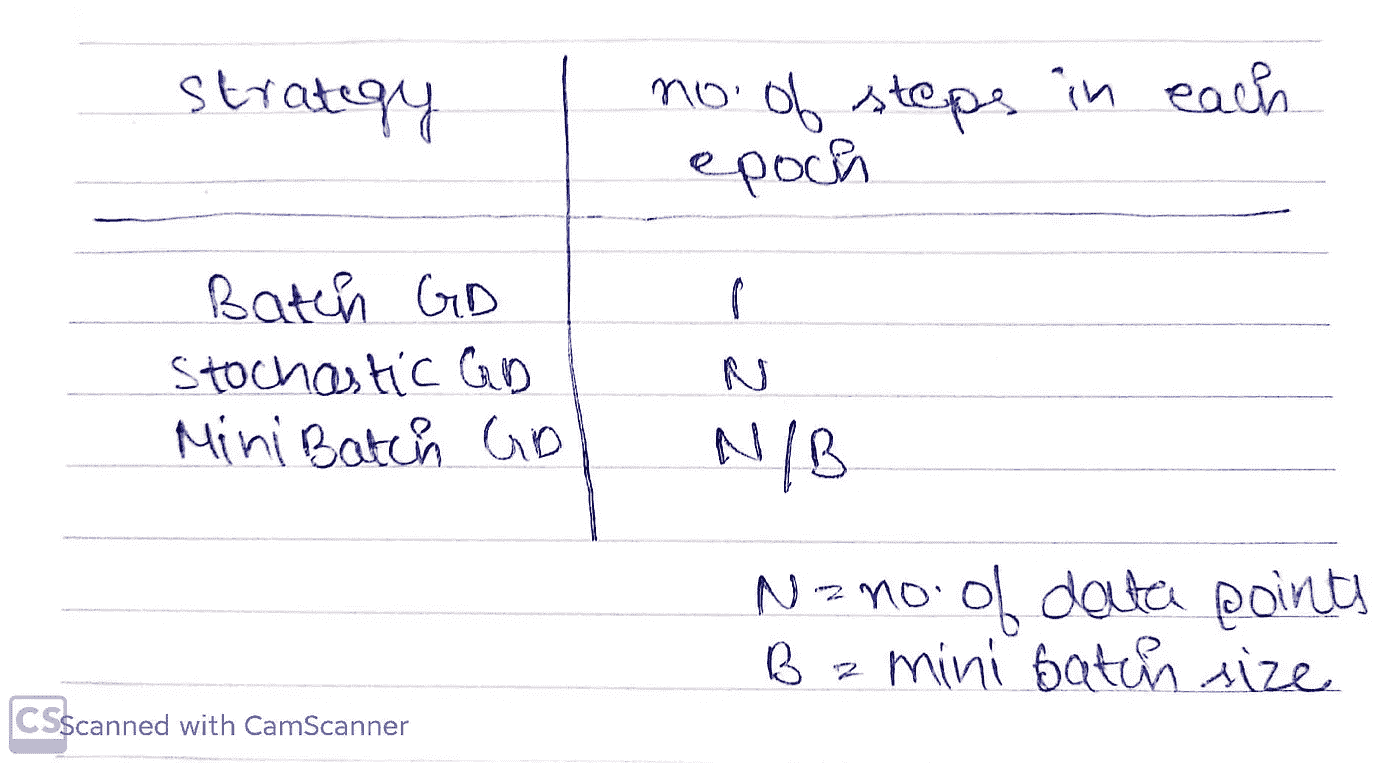 Strategy no. of steps in each
epoch
Batch GD 1
Stochastic GD N
Mini Batch GD N/B
N = no. of data points
B = mini batch size
CS Scanned with CamScanner